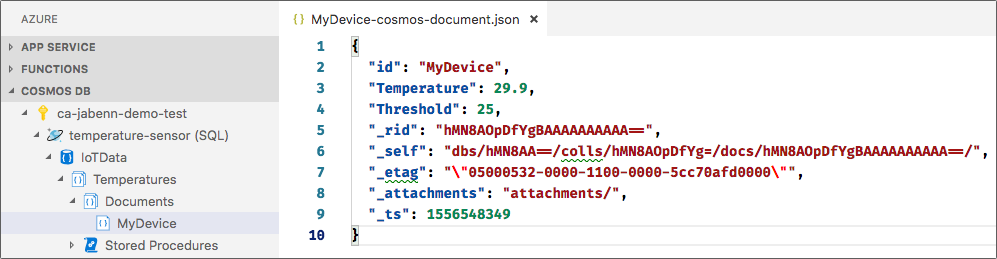 AZURE
APP SERVICE
FUNCTIONS
COSMOS DB
ca-jabenn-demo-test
temperature-sensor (SQL)
IoTData
Temperatures
Documents
MyDevice
Stored Procedures
{} MyDevice-cosmos-document.json ×
1 {
2 "id": "MyDevice",
3 "Temperature": 29.9,
4 "Threshold": 25,
5 "_rid": "hMN8AOpDfYgBAAAAAAAAAA==",
6 "_self": "dbs/hMN8AA==/colls/hMN8AOpDfYg=/docs/hMN8AOpDfYgBAAAAAAAAAA==/",
7 "_etag": "\"05000532-0000-1100-0000-5cc70afd0000\"",
8 "_attachments": "attachments/",
9 "_ts": 1556548349
10 }